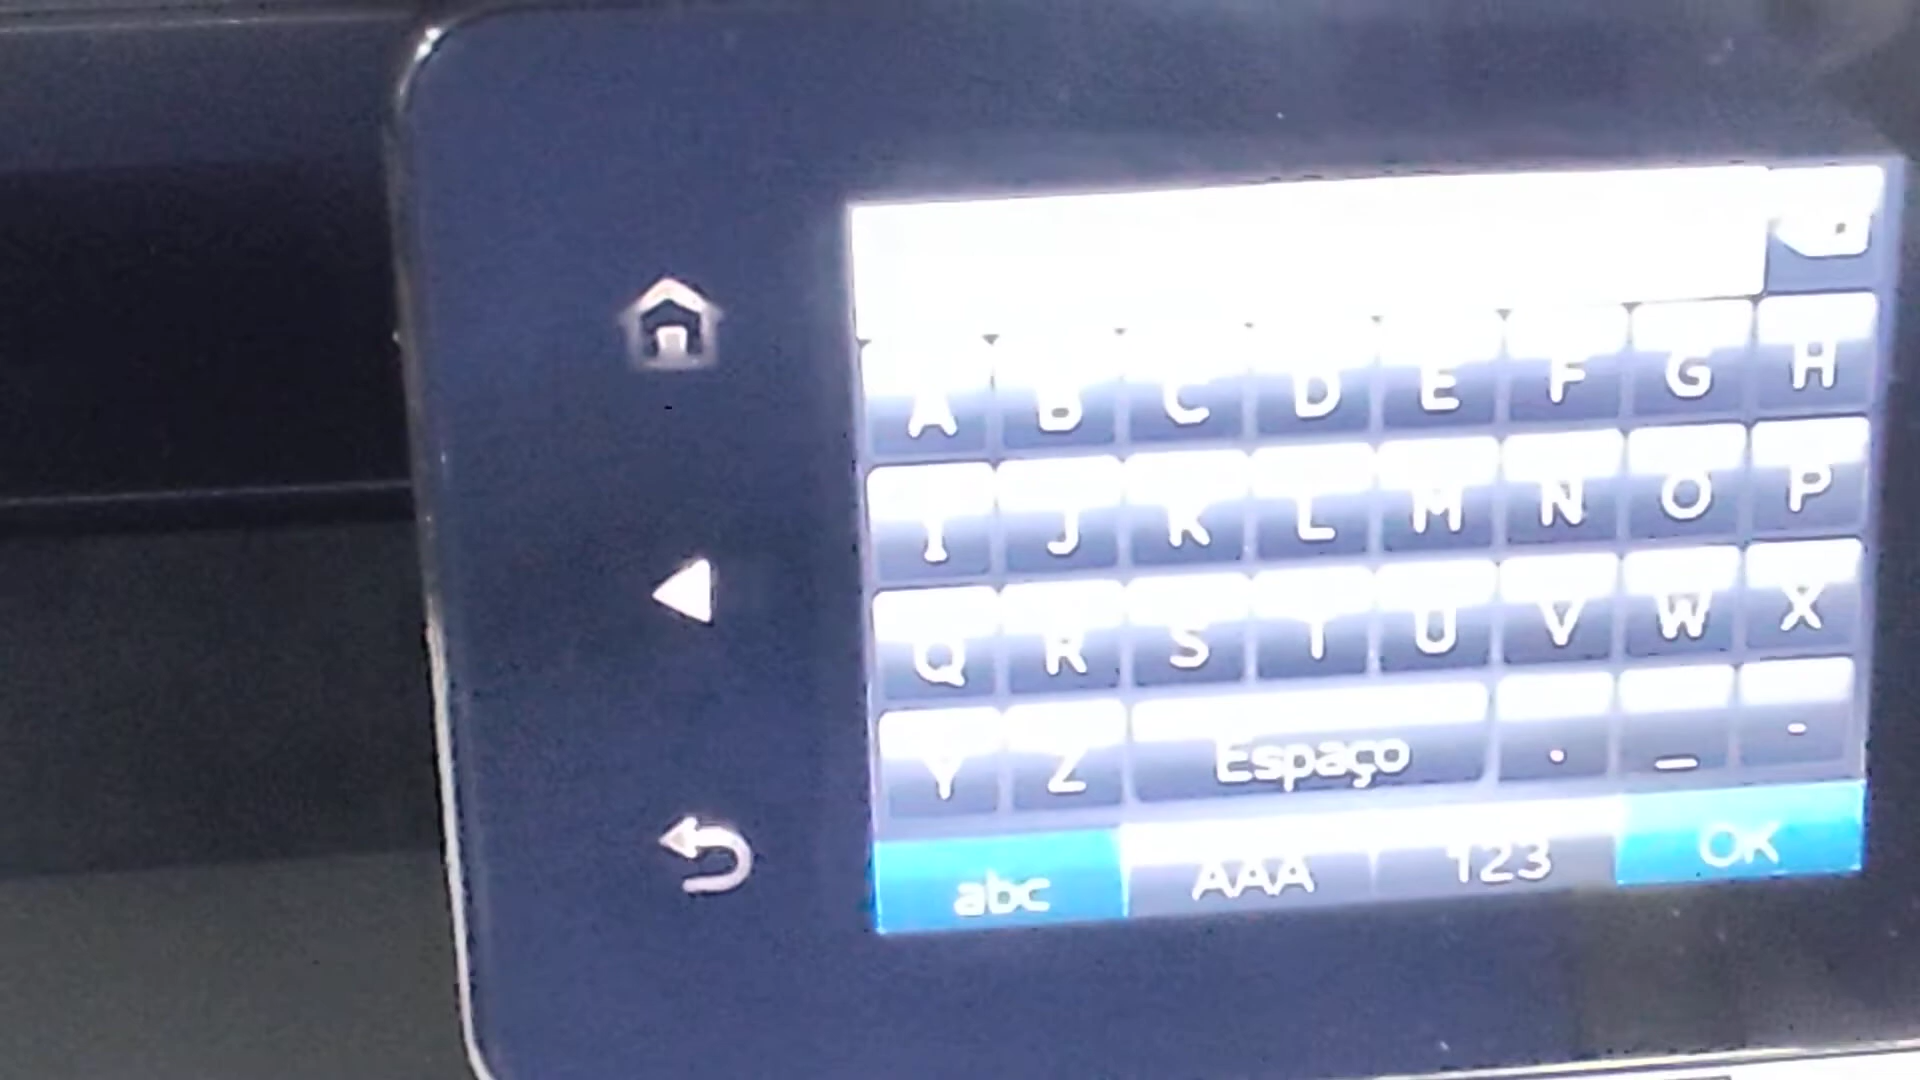 A B C D E F G H
I J K L M N O P
Q R S T U V W X
Y Z Espaço . _ -
abc AAA 123 OK